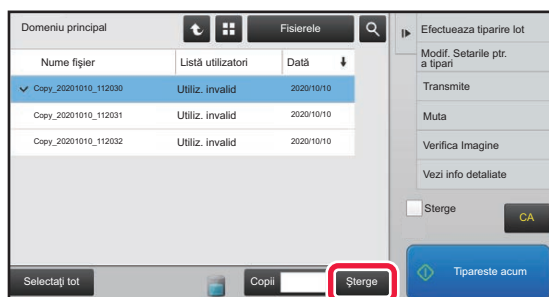 Domeniu principal
Fisierele
Nume fişier
Listă utilizatori
Dată
Copy_20201010_112030
Utiliz. invalid
2020/10/10
Copy_20201010_112031
Utiliz. invalid
2020/10/10
Copy_20201010_112032
Utiliz. invalid
2020/10/10
Selectaţi tot
Copii
Şterge
Efectueaza tiparire lot
Modif. Setarile ptr.
a tipari
Transmite
Muta
Verifica Imagine
Vezi info detaliate
Sterge
CA
Tipareste acum